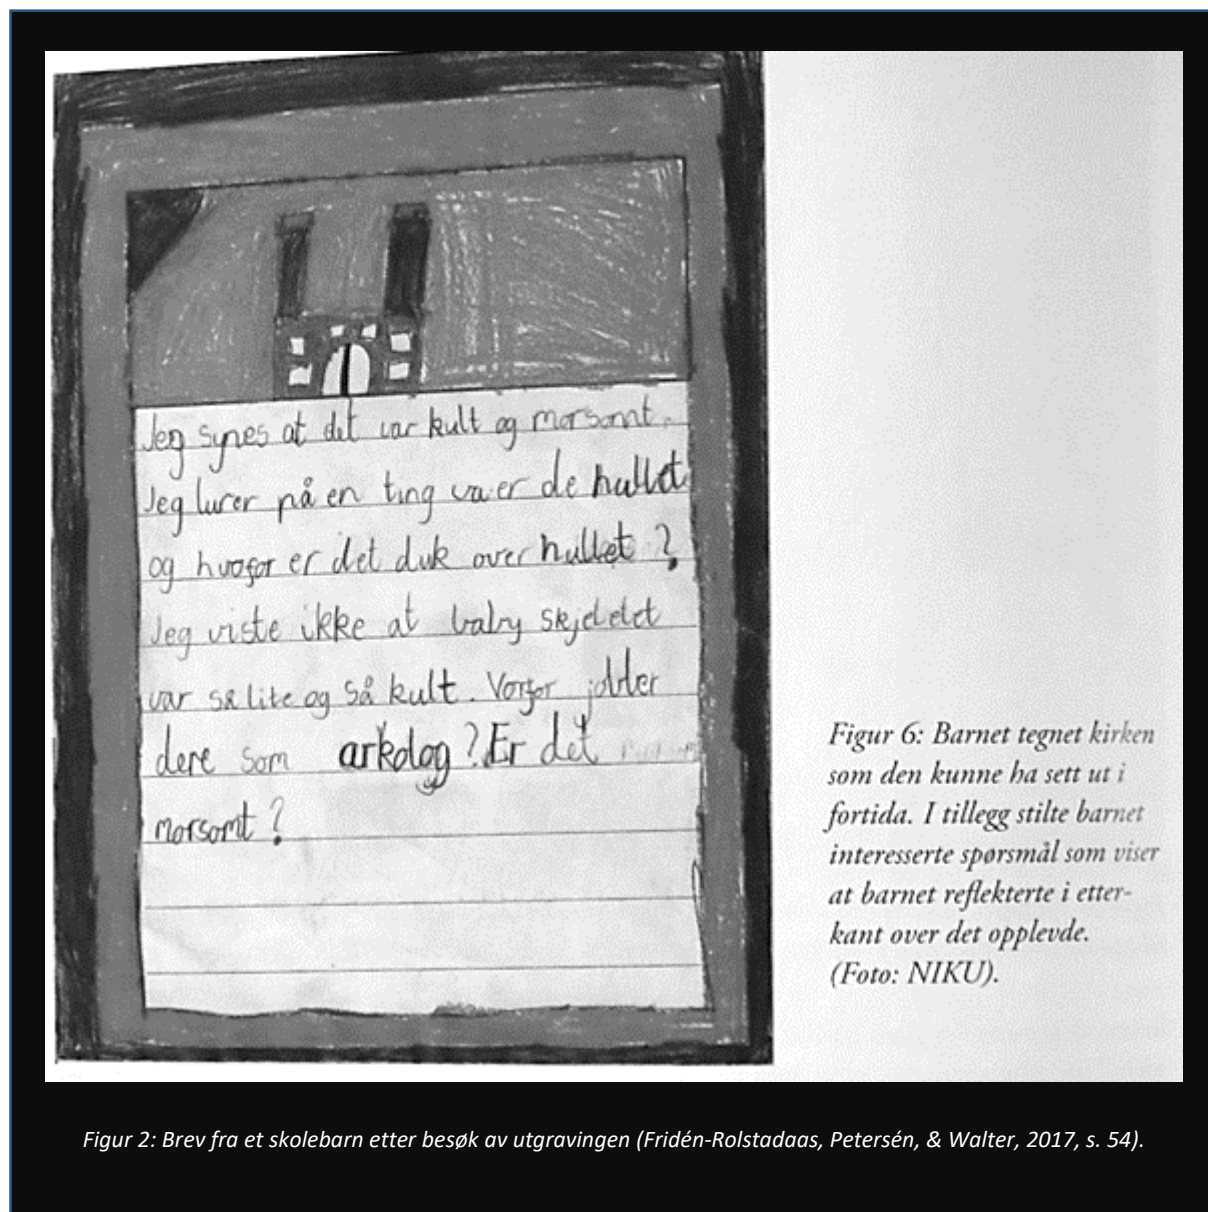 Jeg synes at det var kult og morsomt.
Jeg lurer på en ting va er de hullet
og hvofor er det duk over hullet ?
Jeg viste ikke at baby skjeletet
var så lite og så kult. Vorfor jobber
dere som arkolog ? Er det
morsomt ?
Figur 6: Barnet tegnet kirken
som den kunne ha sett ut i
fortida. I tillegg stilte barnet
interesserte spørsmål som viser
at barnet reflekterte i etter-
kant over det opplevde.
(Foto: NIKU).
Figur 2: Brev fra et skolebarn etter besøk av utgravingen (Fridén-Rolstadaas, Petersén, & Walter, 2017, s. 54).